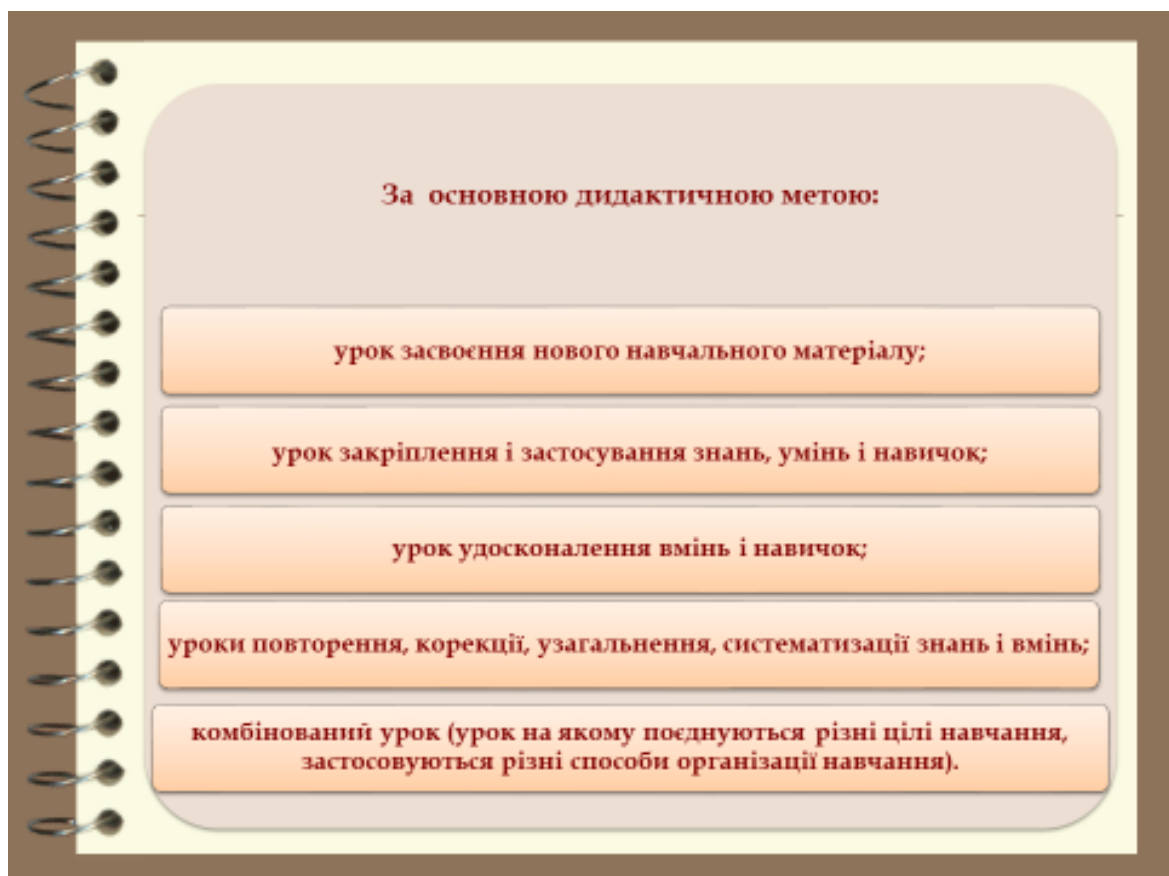 За основною дидактичною метою:
урок засвоєння нового навчального матеріалу;
урок закріплення і застосування знань, умінь і навичок;
урок удосконалення вмінь і навичок;
уроки повторення, корекції, узагальнення, систематизації знань і вмінь;
комбінований урок (урок на якому поєднуються різні цілі навчання,
застосовуються різні способи організації навчання).